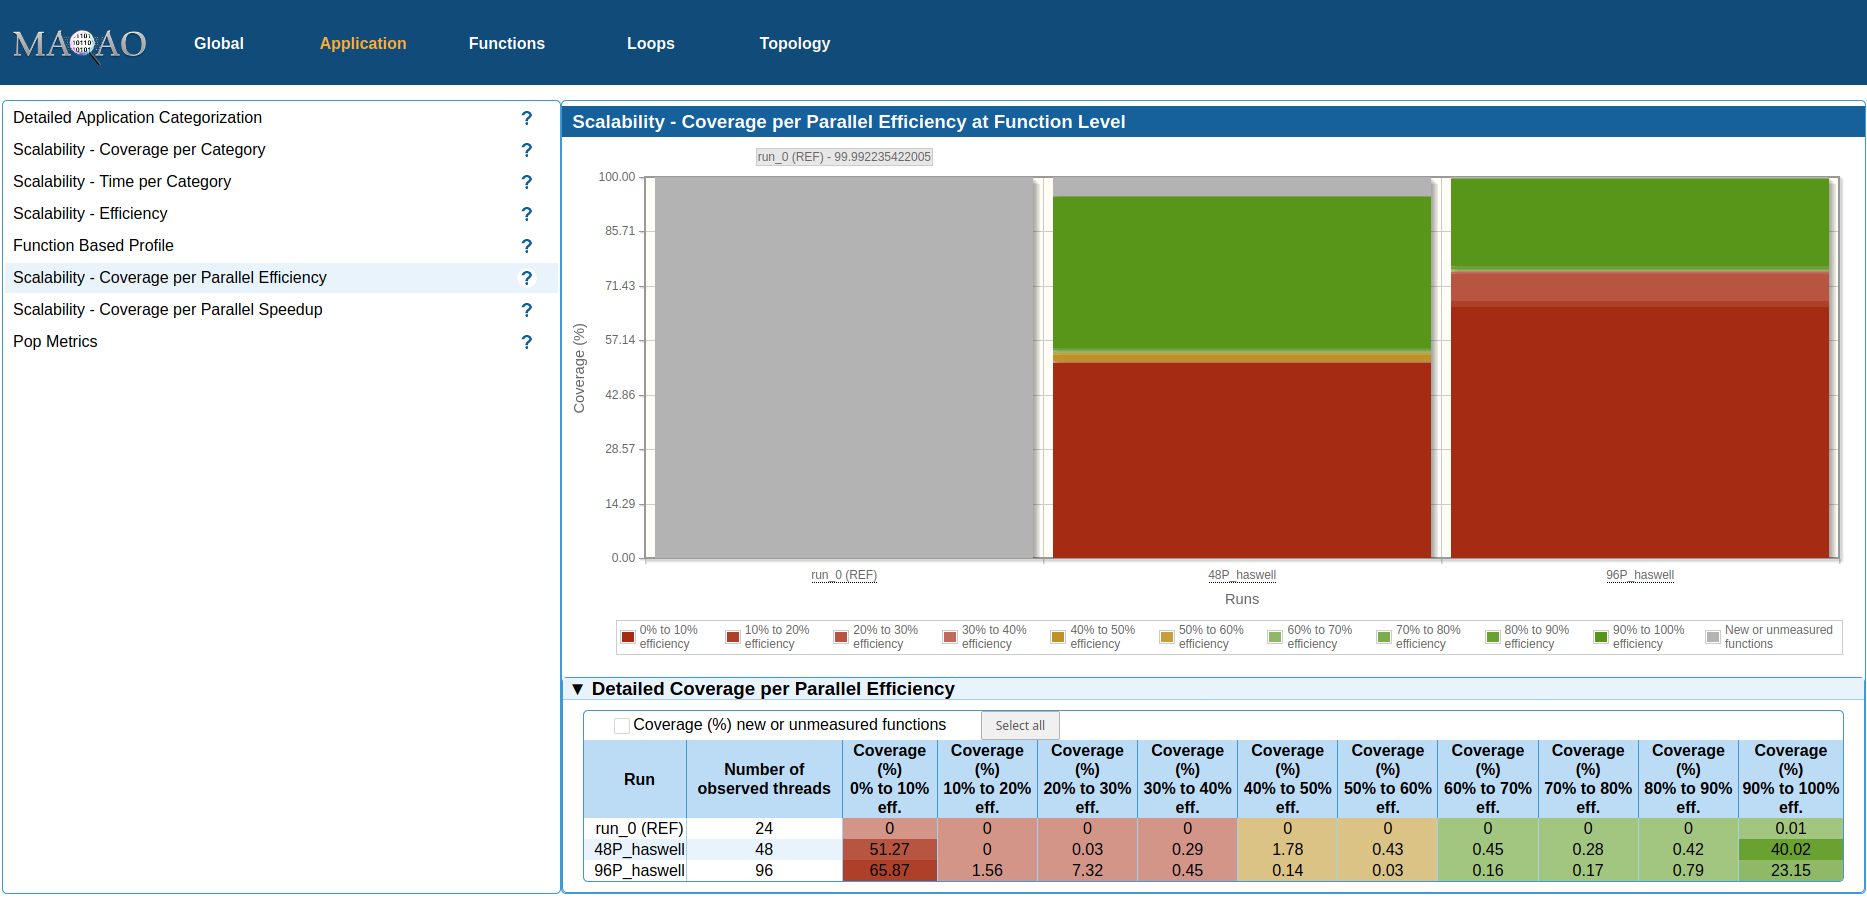 MAQAO
Global
Application
Functions
Loops
Topology
Detailed Application Categorization ?
Scalability - Coverage per Category ?
Scalability - Time per Category ?
Scalability - Efficiency ?
Function Based Profile ?
Scalability - Coverage per Parallel Efficiency ?
Scalability - Coverage per Parallel Speedup ?
Pop Metrics ?
Scalability - Coverage per Parallel Efficiency at Function Level
run_0 (REF) - 99.992235422005
100.00
85.71
71.43
57.14
42.86
28.57
14.29
0.00
Coverage (%)
run_0 (REF) 48P_haswell 96P_haswell
Runs
0% to 10% efficiency
10% to 20% efficiency
20% to 30% efficiency
30% to 40% efficiency
40% to 50% efficiency
50% to 60% efficiency
60% to 70% efficiency
70% to 80% efficiency
80% to 90% efficiency
90% to 100% efficiency
New or unmeasured functions
▼ Detailed Coverage per Parallel Efficiency
Coverage (%) new or unmeasured functions Select all
Run
Number of observed threads
Coverage (%) 0% to 10% eff.
Coverage (%) 10% to 20% eff.
Coverage (%) 20% to 30% eff.
Coverage (%) 30% to 40% eff.
Coverage (%) 40% to 50% eff.
Coverage (%) 50% to 60% eff.
Coverage (%) 60% to 70% eff.
Coverage (%) 70% to 80% eff.
Coverage (%) 80% to 90% eff.
Coverage (%) 90% to 100% eff.
run_0 (REF) 24 0 0 0 0 0 0 0 0 0 0.01
48P_haswell 48 51.27 0 0.03 0.29 1.78 0.43 0.45 0.28 0.42 40.02
96P_haswell 96 65.87 1.56 7.32 0.45 0.14 0.03 0.16 0.17 0.79 23.15